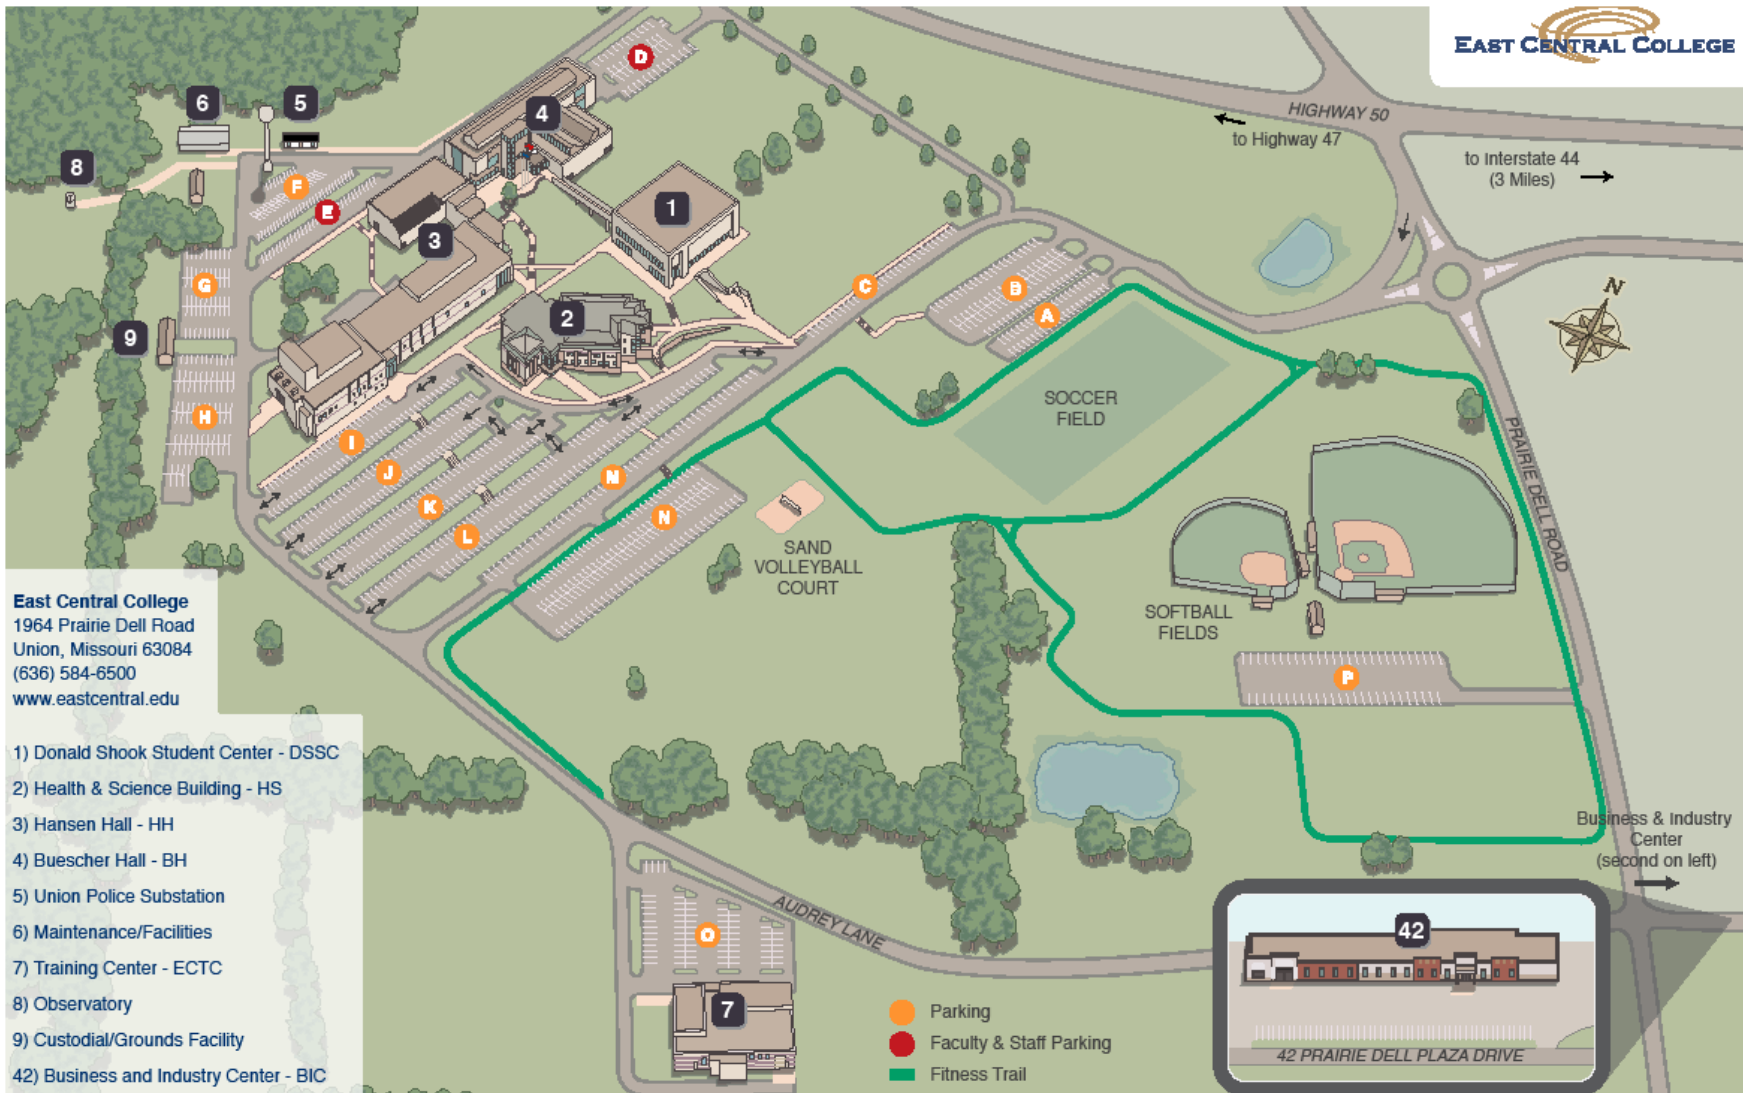 EAST CENTRAL COLLEGE
HIGHWAY 50
to Highway 47
to Interstate 44
(3 Miles)
N
D
6
5
4
8
F
E
1
3
G
C
B
A
2
9
H
I
J
K
L
M
N
SOCCER
FIELD
PRAIRIE DELL ROAD
SAND
VOLLEYBALL
COURT
SOFTBALL
FIELDS
P
East Central College
1964 Prairie Dell Road
Union, Missouri 63084
(636) 584-6500
www.eastcentral.edu
1) Donald Shook Student Center - DSSC
2) Health & Science Building - HS
3) Hansen Hall - HH
4) Buescher Hall - BH
5) Union Police Substation
6) Maintenance/Facilities
7) Training Center - ECTC
8) Observatory
9) Custodial/Grounds Facility
42) Business and Industry Center - BIC
AUDREY LANE
O
7
Parking
Faculty & Staff Parking
Fitness Trail
Business & Industry
Center
(second on left)
42
42 PRAIRIE DELL PLAZA DRIVE